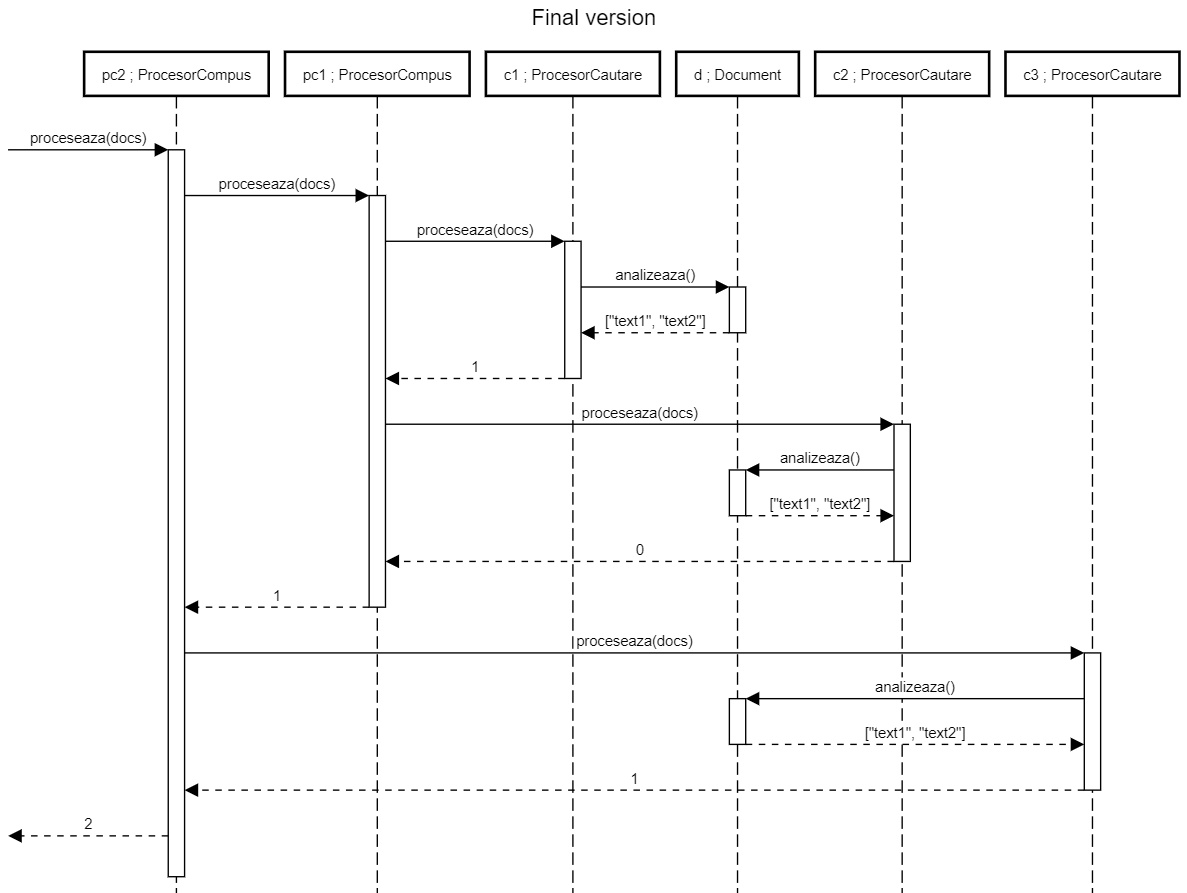 Final version
pc2 ; ProcesorCompus
pc1 ; ProcesorCompus
c1 ; ProcesorCautare
d ; Document
c2 ; ProcesorCautare
c3 ; ProcesorCautare
proceseaza(docs)
proceseaza(docs)
proceseaza(docs)
analizeaza()
["text1", "text2"]
1
proceseaza(docs)
analizeaza()
["text1", "text2"]
0
1
proceseaza(docs)
analizeaza()
["text1", "text2"]
1
2